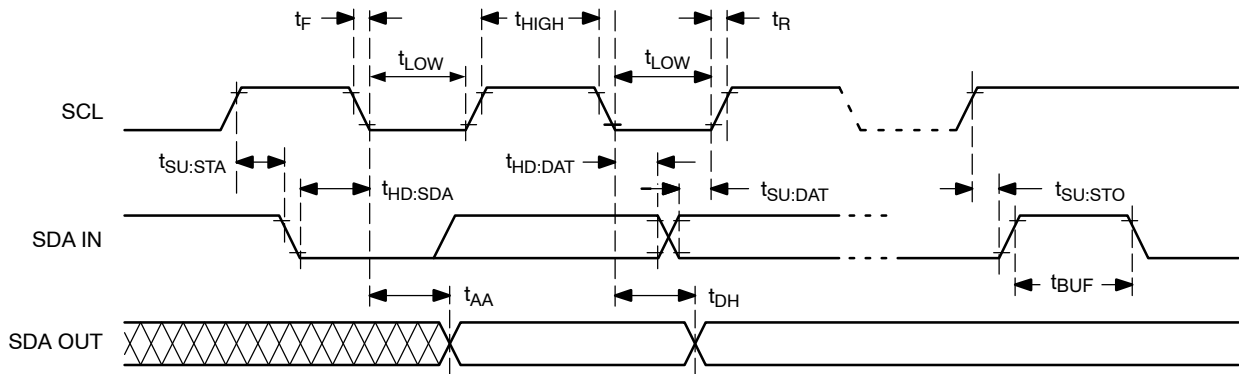 tF
tHIGH
tR
tLOW
tLOW
SCL
tSU:STA
tHD:SDA
tHD:DAT
tSU:DAT
tSU:STO
SDA IN
tBUF
tAA
tDH
SDA OUT